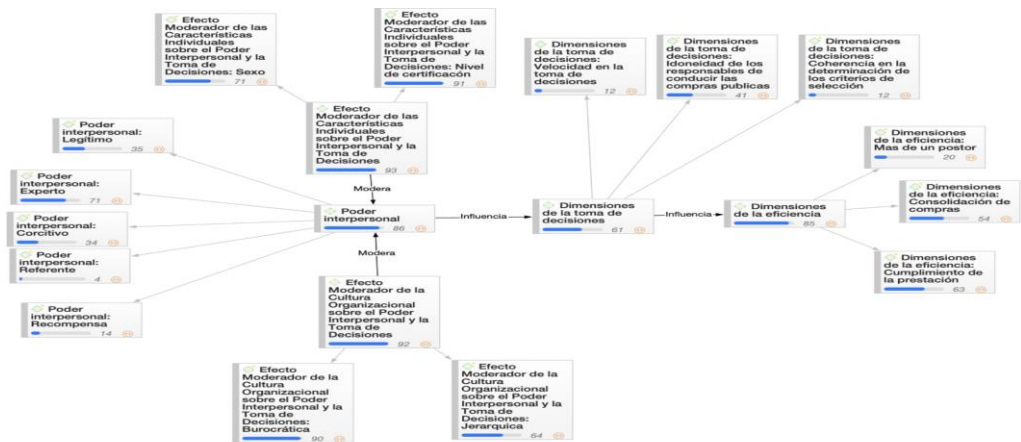 Efecto
Moderador de las
Características
Individuales
sobre el Poder
Interpersonal y la
Toma de
Decisiones: Sexo
71
Efecto
Moderador de las
Características
Individuales
sobre el Poder
Interpersonal y la
Toma de
Decisiones: Nivel
de certificacón
91
Dimensiones
de la toma de
decisiones:
Velocidad en la
toma de
decisiones
12
Dimensiones
de la toma de
decisiones:
Idoneidad de los
responsables de
conducir las
compras publicas
41
Dimensiones
de la toma de
decisiones:
Coherencia en la
determinación de
los criterios de
selección
12
Efecto
Moderador de las
Características
Individuales
sobre el Poder
Interpersonal y la
Toma de
Decisiones
93
Poder
interpersonal:
Legítimo
35
Dimensiones
de la eficiencia:
Mas de un postor
20
Poder
interpersonal:
Experto
71
Modera
Dimensiones
de la eficiencia:
Consolidación de
compras
54
Poder
interpersonal:
Corcitivo
34
Poder
interpersonal
86
Influencia
Dimensiones
de la toma de
decisiones
61
Influencia
Dimensiones
de la eficiencia
85
Poder
interpersonal:
Referente
4
Modera
Dimensiones
de la eficiencia:
Cumplimiento de
la prestación
63
Poder
interpersonal:
Recompensa
14
Efecto
Moderador de la
Cultura
Organizacional
sobre el Poder
Interpersonal y la
Toma de
Decisiones
92
Efecto
Moderador de la
Cultura
Organizacional
sobre el Poder
Interpersonal y la
Toma de
Decisiones:
Burocrática
90
Efecto
Moderador de la
Cultura
Organizacional
sobre el Poder
Interpersonal y la
Toma de
Decisiones:
Jerarquica
64